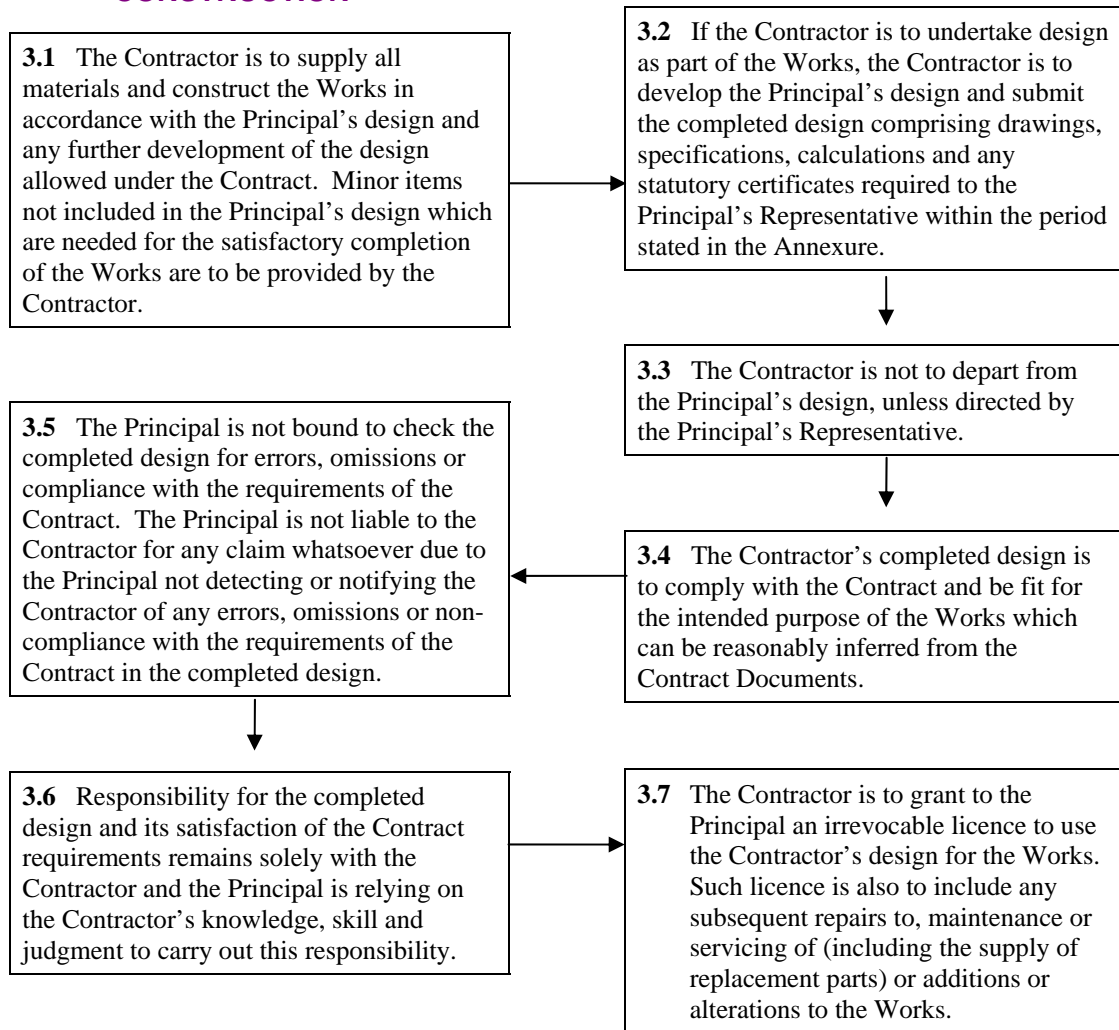 CONSTRUCTION
3.1 The Contractor is to supply all
materials and construct the Works in
accordance with the Principal’s design and
any further development of the design
allowed under the Contract. Minor items
not included in the Principal’s design which
are needed for the satisfactory completion
of the Works are to be provided by the
Contractor.
3.2 If the Contractor is to undertake design
as part of the Works, the Contractor is to
develop the Principal’s design and submit
the completed design comprising drawings,
specifications, calculations and any
statutory certificates required to the
Principal’s Representative within the period
stated in the Annexure.
3.3 The Contractor is not to depart from
the Principal’s design, unless directed by
the Principal’s Representative.
3.4 The Contractor’s completed design is
to comply with the Contract and be fit for
the intended purpose of the Works which
can be reasonably inferred from the
Contract Documents.
3.5 The Principal is not bound to check the
completed design for errors, omissions or
compliance with the requirements of the
Contract. The Principal is not liable to the
Contractor for any claim whatsoever due to
the Principal not detecting or notifying the
Contractor of any errors, omissions or non-
compliance with the requirements of the
Contract in the completed design.
3.6 Responsibility for the completed
design and its satisfaction of the Contract
requirements remains solely with the
Contractor and the Principal is relying on
the Contractor’s knowledge, skill and
judgment to carry out this responsibility.
3.7 The Contractor is to grant to the
Principal an irrevocable licence to use
the Contractor’s design for the Works.
Such licence is also to include any
subsequent repairs to, maintenance or
servicing of (including the supply of
replacement parts) or additions or
alterations to the Works.